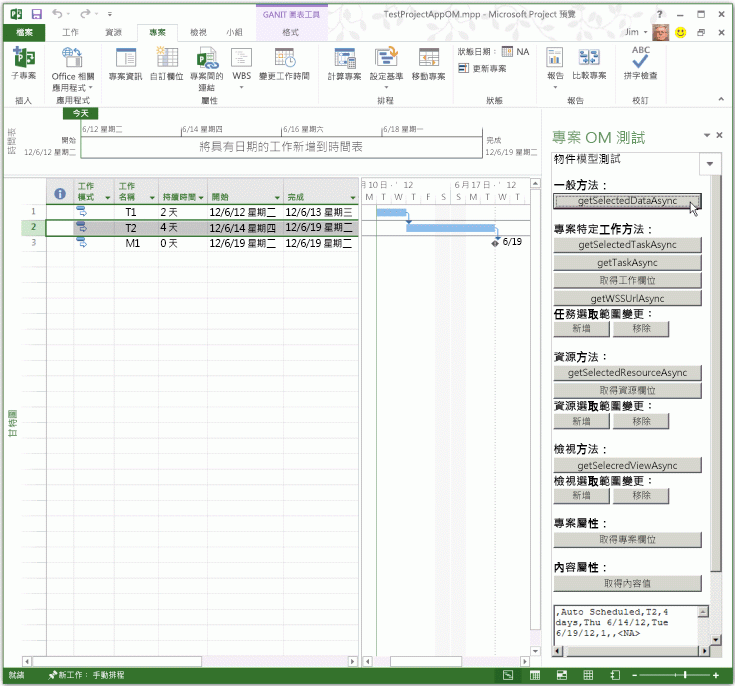 GANTT 圖表工具
TestProjectAppOM.mpp - Microsoft Project 預覽
檔案
工作
資源
專案
檢視
小組
格式
Jim
子專案
Office 相關
應用程式
專案資訊
自訂欄位
專案間的
連結
WBS
變更工作時間
計算專案
設定基準
移動專案
狀態日期：
NA
更新專案
報告
比較專案
ABC
拼字檢查
插入
應用程式
屬性
排程
狀態
報告
校訂
今天
時間表
開始
12/6/12 星期二
6/12 星期二
6/14 星期四
6/16 星期六
6/18 星期一
將具有日期的工作新增到時間表
完成
12/6/19 星期二
工作
模式
工作
名稱
持續時間
開始
完成
月 10 日 · ' 12
6 月 17 日 · ' 12
M T W T F S S M T W T
1 T1 2 天 12/6/12 星期二 12/6/13 星期三
2 T2 4 天 12/6/14 星期四 12/6/19 星期二
3 M1 0 天 12/6/19 星期二 12/6/19 星期二
6/19
甘特圖
專案 OM 測試
物件模型測試
一般方法：
getSelectedDataAsync
專案特定工作方法：
getSelectedTaskAsync
getTaskAsync
取得工作欄位
getWSSUrlAsync
任務選取範圍變更：
新增
移除
資源方法：
getSelectedResourceAsync
取得資源欄位
資源選取範圍變更：
新增
移除
檢視方法：
getSelecredViewAsync
檢視選取範圍變更：
新增
移除
專案屬性：
取得專案欄位
內容屬性：
取得內容值
,Auto Scheduled,T2,4
days,Thu 6/14/12,Tue
6/19/12,1,,<NA>
就緒
新工作： 手動排程